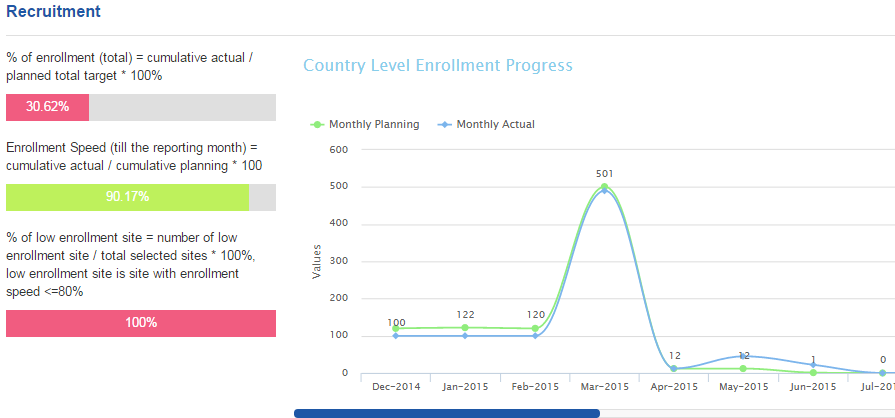 Recruitment
% of enrollment (total) = cumulative actual /
planned total target * 100%
30.62%
Enrollment Speed (till the reporting month) =
cumulative actual / cumulative planning * 100
90.17%
% of low enrollment site = number of low
enrollment site / total selected sites * 100%,
low enrollment site is site with enrollment
speed <=80%
100%
Country Level Enrollment Progress
Monthly Planning Monthly Actual
Values
600
500
400
300
200
100
0
100 122 120 501 12 12 1 0
Dec-2014 Jan-2015 Feb-2015 Mar-2015 Apr-2015 May-2015 Jun-2015 Jul-20